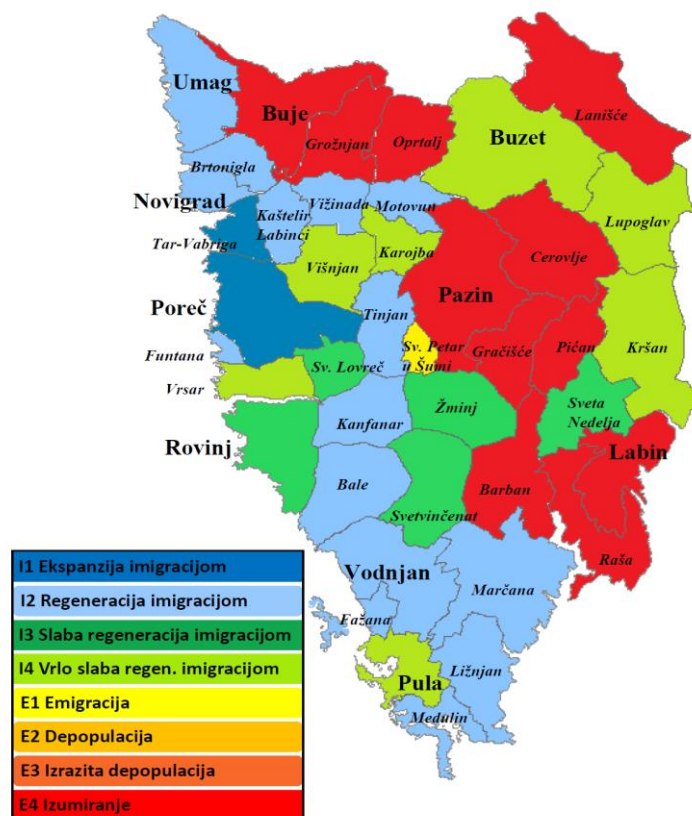 Umag
Buje
Lanišće
Grožnjan
Oprtalj
Buzet
Brtonigla
Novigrad
Kaštelir
Labinci
Vižinada
Motovun
Lupoglav
Tar-Vabriga
Višnjan
Karojba
Cerovlje
Poreč
Pazin
Tinjan
Funtana
Sv. Lovreč
Sv. Petar
u Šumi
Gračišće
Pićan
Kršan
Vrsar
Žminj
Sveta
Nedelja
Rovinj
Kanfanar
Labin
Bale
Svetvinčenat
Barban
Raša
Vodnjan
Marčana
Fažana
Pula
Ližnjan
Medulin
I1 Ekspanzija imigracijom
I2 Regeneracija imigracijom
I3 Slaba regeneracija imigracijom
I4 Vrlo slaba regen. imigracijom
E1 Emigracija
E2 Depopulacija
E3 Izrazita depopulacija
E4 Izumiranje